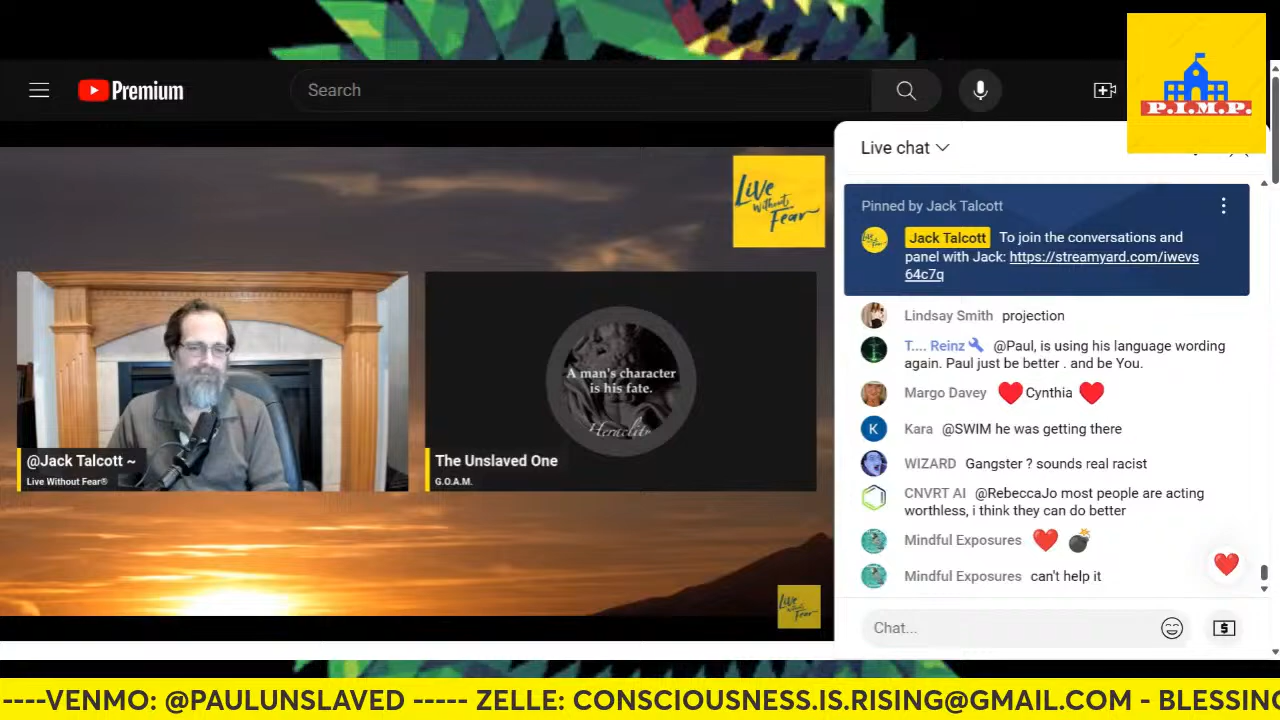 Premium
Search
P.I.M.P.
Live chat
Live
Without
Fear
Pinned by Jack Talcott
Jack Talcott To join the conversations and
panel with Jack: https://streamyard.com/iwevs
64c7q
Lindsay Smith projection
T.... Reinz @Paul, is using his language wording
again. Paul just be better . and be You.
Margo Davey Cynthia
K
Kara @SWIM he was getting there
WIZARD Gangster ? sounds real racist
CNVRT AI @RebeccaJo most people are acting
worthless, i think they can do better
Mindful Exposures
Mindful Exposures can't help it
Chat...
A man's character
is his fate.
@Jack Talcott ~
Live Without Fear®
The Unslaved One
G.O.A.M.
Live
Without
Fear
----VENMO: @PAULUNSLAVED ----- ZELLE: CONSCIOUSNESS.IS.RISING@GMAIL.COM - BLESSING